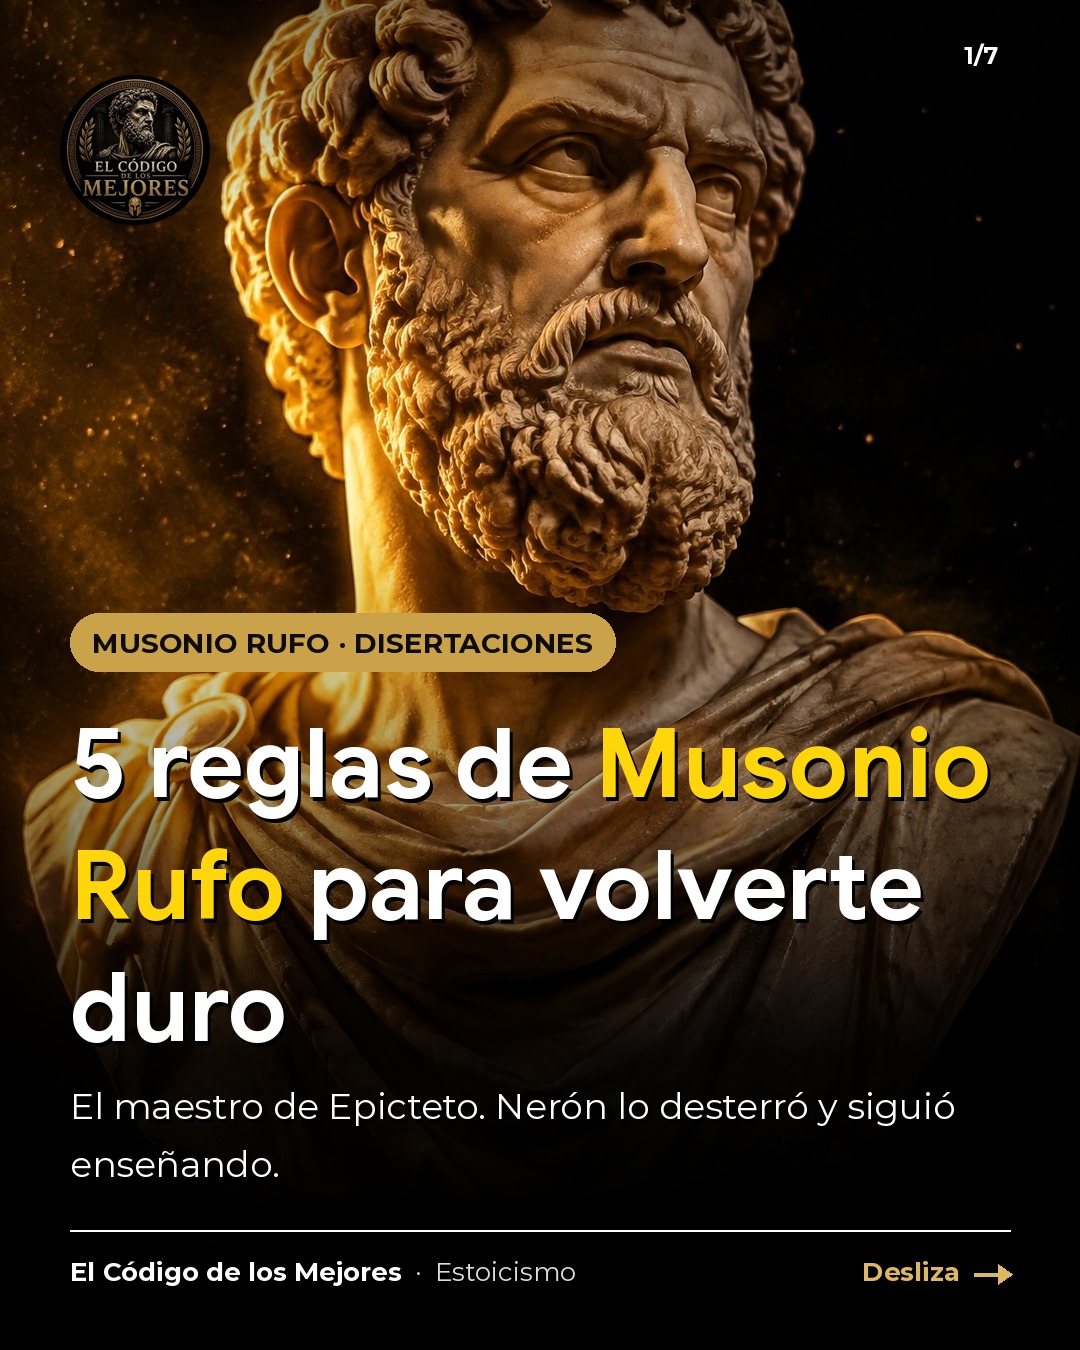 1/7
EL CÓDIGO
DE LOS
MEJORES
MUSONIO RUFO · DISERTACIONES
5 reglas de Musonio
Rufo para volverte
duro
El maestro de Epicteto. Nerón lo desterró y siguió
enseñando.
El Código de los Mejores · Estoicismo
Desliza →